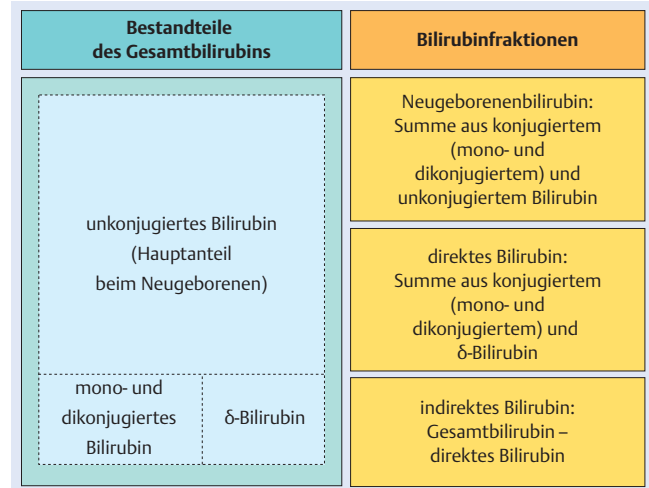 Bestandteile
des Gesamtbilirubins
unkonjugiertes Bilirubin
(Hauptanteil
beim Neugeborenen)
mono- und
dikonjugiertes
Bilirubin
δ-Bilirubin
Bilirubinfraktionen
Neugeborenenbilirubin:
Summe aus konjugiertem
(mono- und
dikonjugiertem) und
unkonjugiertem Bilirubin
direktes Bilirubin:
Summe aus konjugiertem
(mono- und
dikonjugiertem) und
δ-Bilirubin
indirektes Bilirubin:
Gesamtbilirubin –
direktes Bilirubin